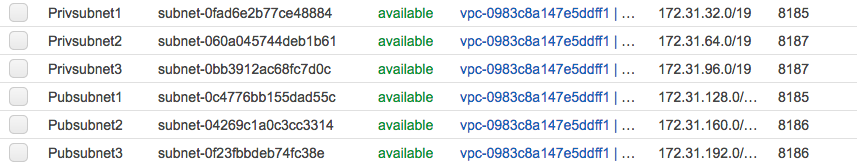 Privsubnet1 subnet-0fad6e2b77ce48884 available vpc-0983c8a147e5ddff1 | ... 172.31.32.0/19 8185
Privsubnet2 subnet-060a045744deb1b61 available vpc-0983c8a147e5ddff1 | ... 172.31.64.0/19 8187
Privsubnet3 subnet-0bb3912ac68fc7d0c available vpc-0983c8a147e5ddff1 | ... 172.31.96.0/19 8187
Pubsubnet1 subnet-0c4776bb155dad55c available vpc-0983c8a147e5ddff1 | ... 172.31.128.0/... 8185
Pubsubnet2 subnet-04269c1a0c3cc3314 available vpc-0983c8a147e5ddff1 | ... 172.31.160.0/... 8186
Pubsubnet3 subnet-0f23fbbdeb74fc38e available vpc-0983c8a147e5ddff1 | ... 172.31.192.0/... 8186